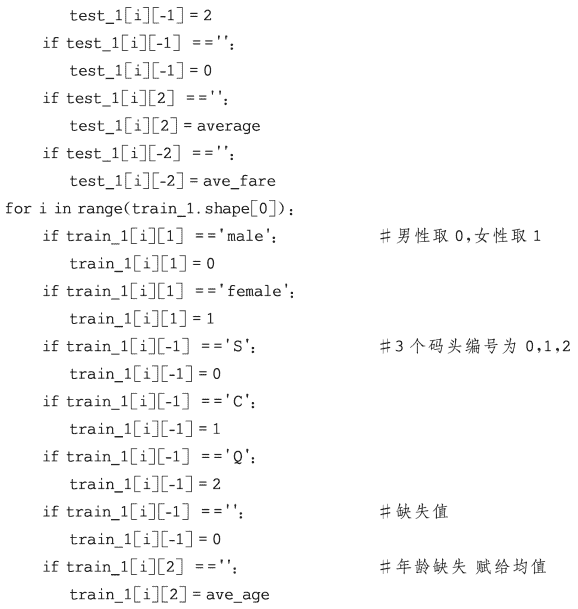 test_1[i][-1] = 2
    if test_1[i][-1] == '':
        test_1[i][-1] = 0
    if test_1[i][2] == '':
        test_1[i][2] = average
    if test_1[i][-2] == '':
        test_1[i][-2] = ave_fare
for i in range(train_1.shape[0]):
    if train_1[i][1] == 'male': #男性取 0,女性取 1
        train_1[i][1] = 0
    if train_1[i][1] == 'female':
        train_1[i][1] = 1
    if train_1[i][-1] == 'S': #3 个码头编号为 0,1,2
        train_1[i][-1] = 0
    if train_1[i][-1] == 'C':
        train_1[i][-1] = 1
    if train_1[i][-1] == 'Q':
        train_1[i][-1] = 2
    if train_1[i][-1] == '': #缺失值
        train_1[i][-1] = 0
    if train_1[i][2] == '': #年龄缺失 赋给均值
        train_1[i][2] = ave_age